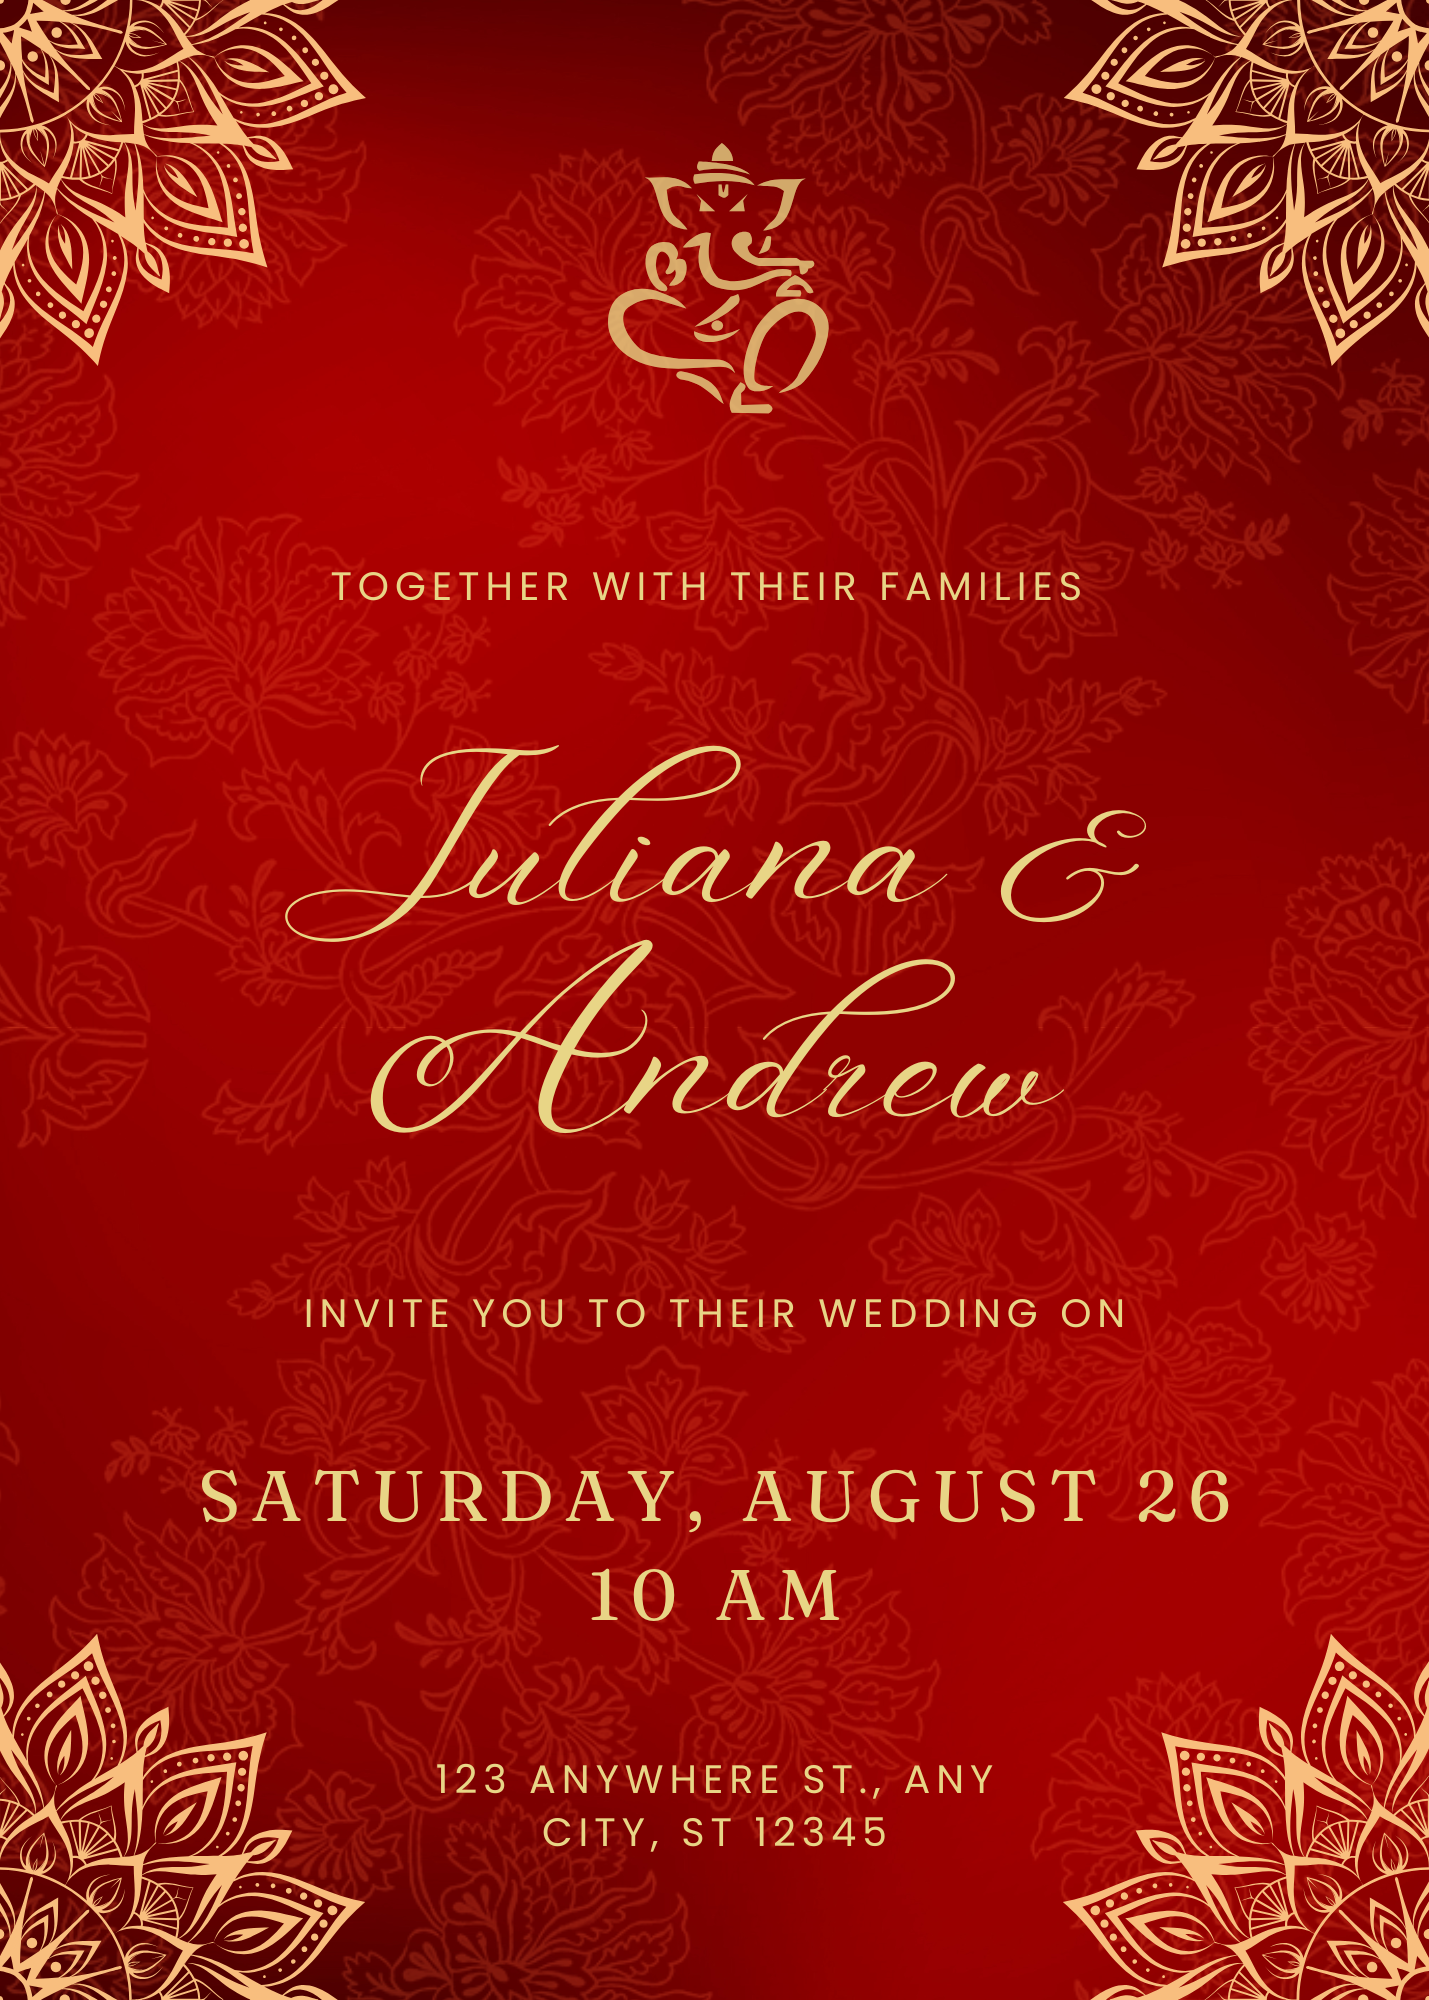 TOGETHER WITH THEIR FAMILIES
Juliana &
Andrew
INVITE YOU TO THEIR WEDDING ON
SATURDAY, AUGUST 26
10 AM
123 ANYWHERE ST., ANY
CITY, ST 12345